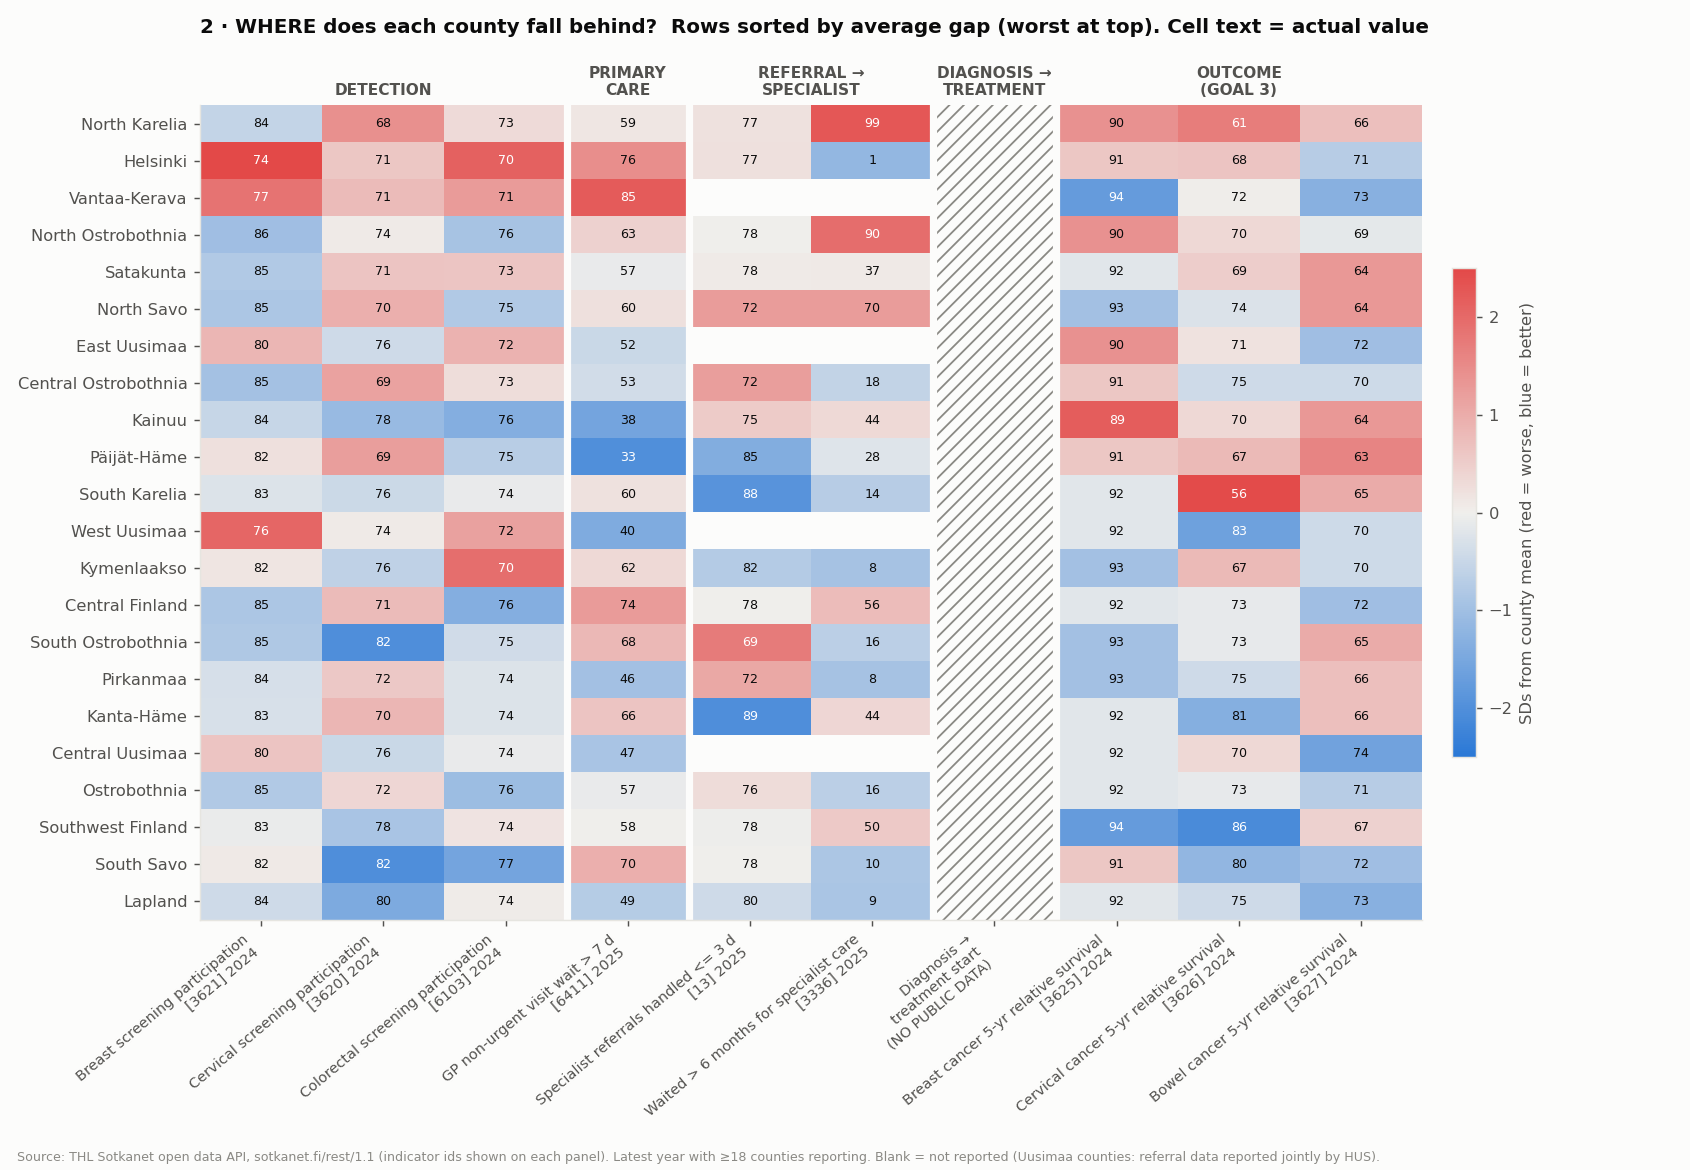 2 · WHERE does each county fall behind?  Rows sorted by average gap (worst at top). Cell text = actual value
DETECTION
PRIMARY
CARE
REFERRAL →
SPECIALIST
DIAGNOSIS →
TREATMENT
OUTCOME
(GOAL 3)
North Karelia 84 68 73 59 77 99 90 61 66
Helsinki 74 71 70 76 77 1 91 68 71
Vantaa-Kerava 77 71 71 85 94 72 73
North Ostrobothnia 86 74 76 63 78 90 90 70 69
Satakunta 85 71 73 57 78 37 92 69 64
North Savo 85 70 75 60 72 70 93 74 64
East Uusimaa 80 76 72 52 90 71 72
Central Ostrobothnia 85 69 73 53 72 18 91 75 70
Kainuu 84 78 76 38 75 44 89 70 64
Päijät-Häme 82 69 75 33 85 28 91 67 63
South Karelia 83 76 74 60 88 14 92 56 65
West Uusimaa 76 74 72 40 92 83 70
Kymenlaakso 82 76 70 62 82 8 93 67 70
Central Finland 85 71 76 74 78 56 92 73 72
South Ostrobothnia 85 82 75 68 69 16 93 73 65
Pirkanmaa 84 72 74 46 72 8 93 75 66
Kanta-Häme 83 70 74 66 89 44 92 81 66
Central Uusimaa 80 76 74 47 92 70 74
Ostrobothnia 85 72 76 57 76 16 92 73 71
Southwest Finland 83 78 74 58 78 50 94 86 67
South Savo 82 82 77 70 78 10 91 80 72
Lapland 84 80 74 49 80 9 92 75 73
Breast screening participation
[3621] 2024
Cervical screening participation
[3620] 2024
Colorectal screening participation
[6103] 2024
GP non-urgent visit wait > 7 d
[6411] 2025
Specialist referrals handled <= 3 d
[13] 2025
Waited > 6 months for specialist care
[3336] 2025
Diagnosis →
treatment start
(NO PUBLIC DATA)
Breast cancer 5-yr relative survival
[3625] 2024
Cervical cancer 5-yr relative survival
[3626] 2024
Bowel cancer 5-yr relative survival
[3627] 2024
2
1
0
−1
−2
SDs from county mean (red = worse, blue = better)
Source: THL Sotkanet open data API, sotkanet.fi/rest/1.1 (indicator ids shown on each panel). Latest year with ≥18 counties reporting. Blank = not reported (Uusimaa counties: referral data reported jointly by HUS).